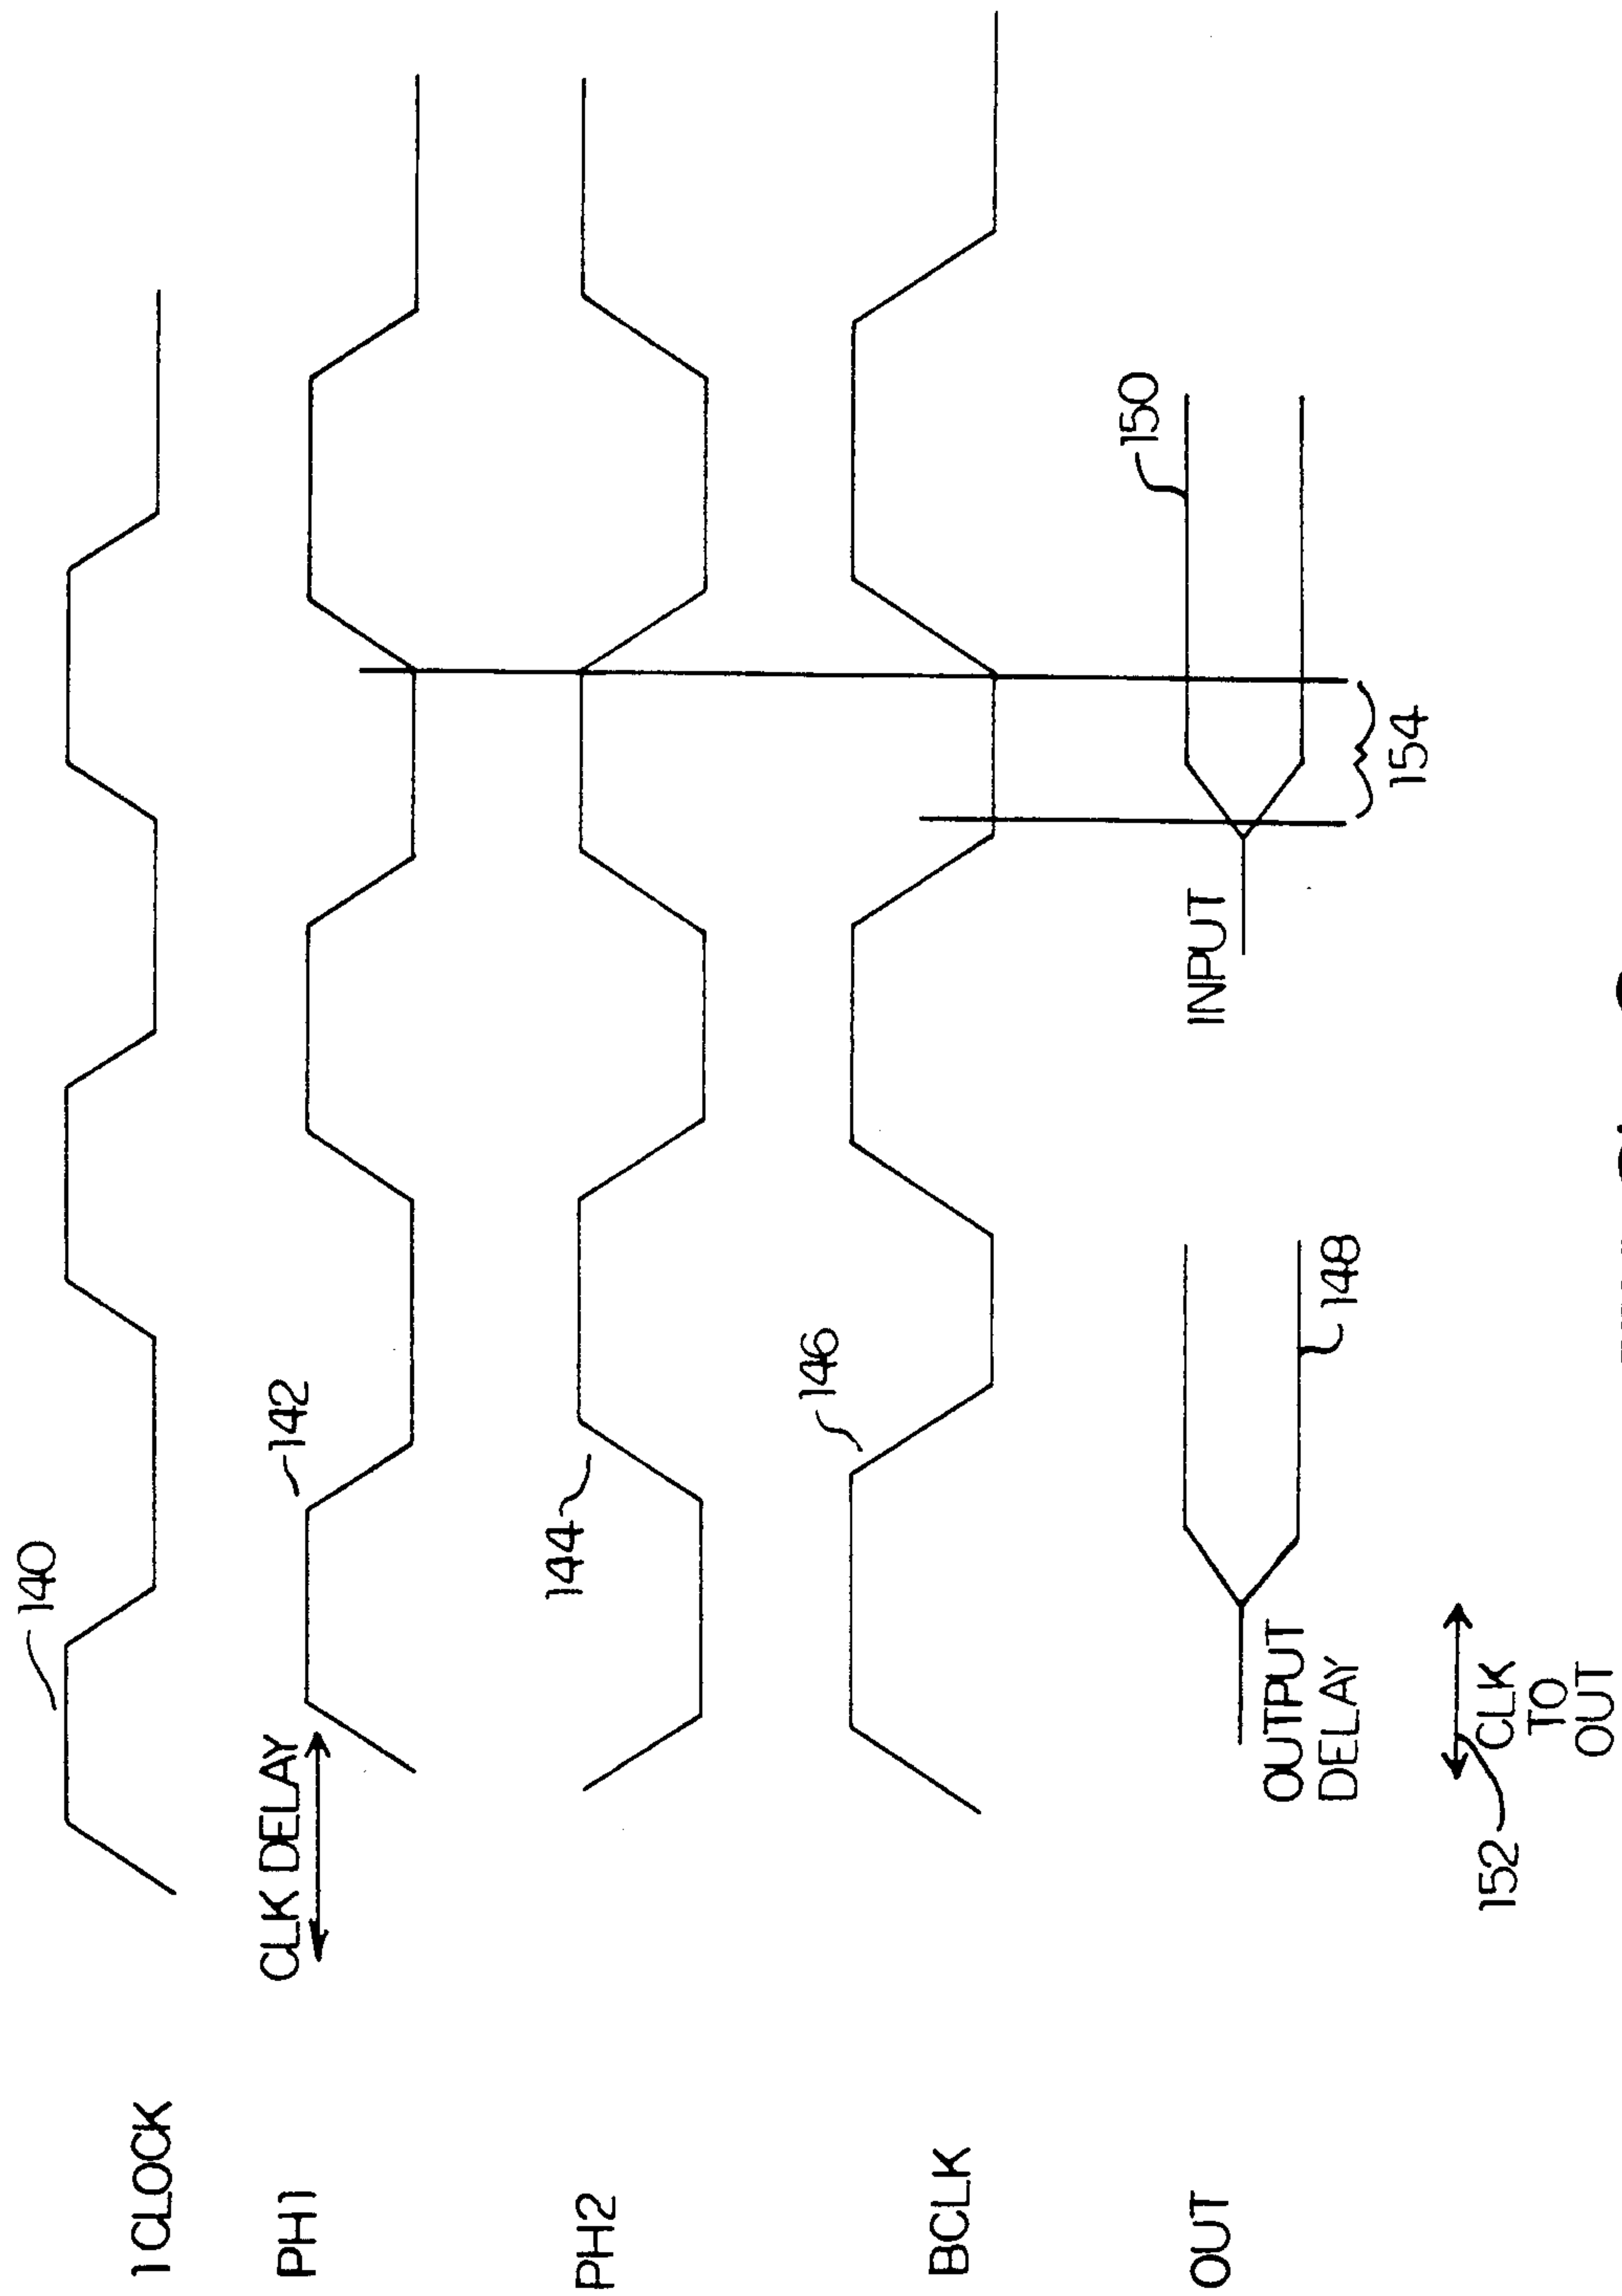 140
1 CLOCK
CLK DELAY
142
PH1
144
PH2
146
BCLK
150
INPUT
OUT
OUTPUT
DELAY
148
154
152
CLK
TO
OUT